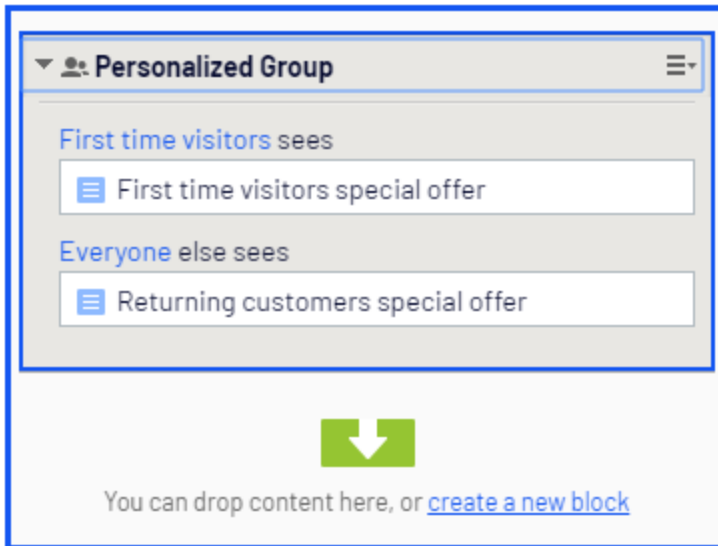 Personalized Group
First time visitors sees
First time visitors special offer
Everyone else sees
Returning customers special offer
You can drop content here, or create a new block